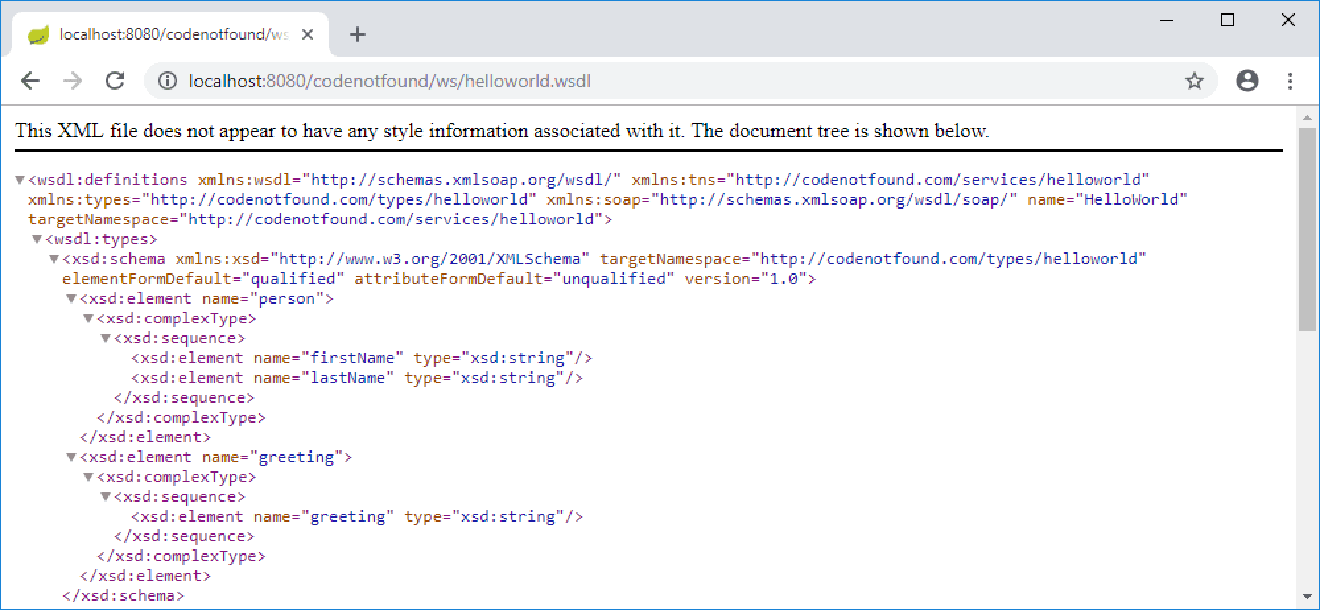 localhost:8080/codenotfound/ws
localhost:8080/codenotfound/ws/helloworld.wsdl
This XML file does not appear to have any style information associated with it. The document tree is shown below.
<wsdl:definitions xmlns:wsdl="http://schemas.xmlsoap.org/wsdl/" xmlns:tns="http://codenotfound.com/services/helloworld"
xmlns:types="http://codenotfound.com/types/helloworld" xmlns:soap="http://schemas.xmlsoap.org/wsdl/soap/" name="HelloWorld"
targetNamespace="http://codenotfound.com/services/helloworld">
<wsdl:types>
<xsd:schema xmlns:xsd="http://www.w3.org/2001/XMLSchema" targetNamespace="http://codenotfound.com/types/helloworld"
elementFormDefault="qualified" attributeFormDefault="unqualified" version="1.0">
<xsd:element name="person">
<xsd:complexType>
<xsd:sequence>
<xsd:element name="firstName" type="xsd:string"/>
<xsd:element name="lastName" type="xsd:string"/>
</xsd:sequence>
</xsd:complexType>
</xsd:element>
<xsd:element name="greeting">
<xsd:complexType>
<xsd:sequence>
<xsd:element name="greeting" type="xsd:string"/>
</xsd:sequence>
</xsd:complexType>
</xsd:element>
</xsd:schema>